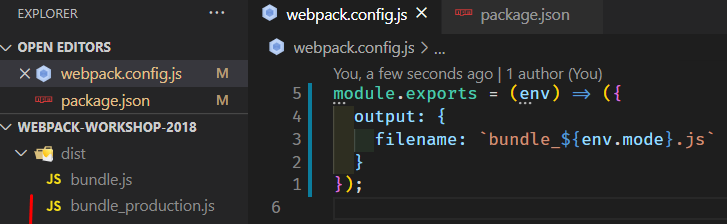 EXPLORER
OPEN EDITORS
webpack.config.js M
package.json M
WEBPACK-WORKSHOP-2018
dist
JS bundle.js
JS bundle_production.js
webpack.config.js
package.json
webpack.config.js > ...
You, a few seconds ago | 1 author (You)
5 module.exports = (env) => ({
4 output: {
3 filename: `bundle_${env.mode}.js`
2 }
1 });
6